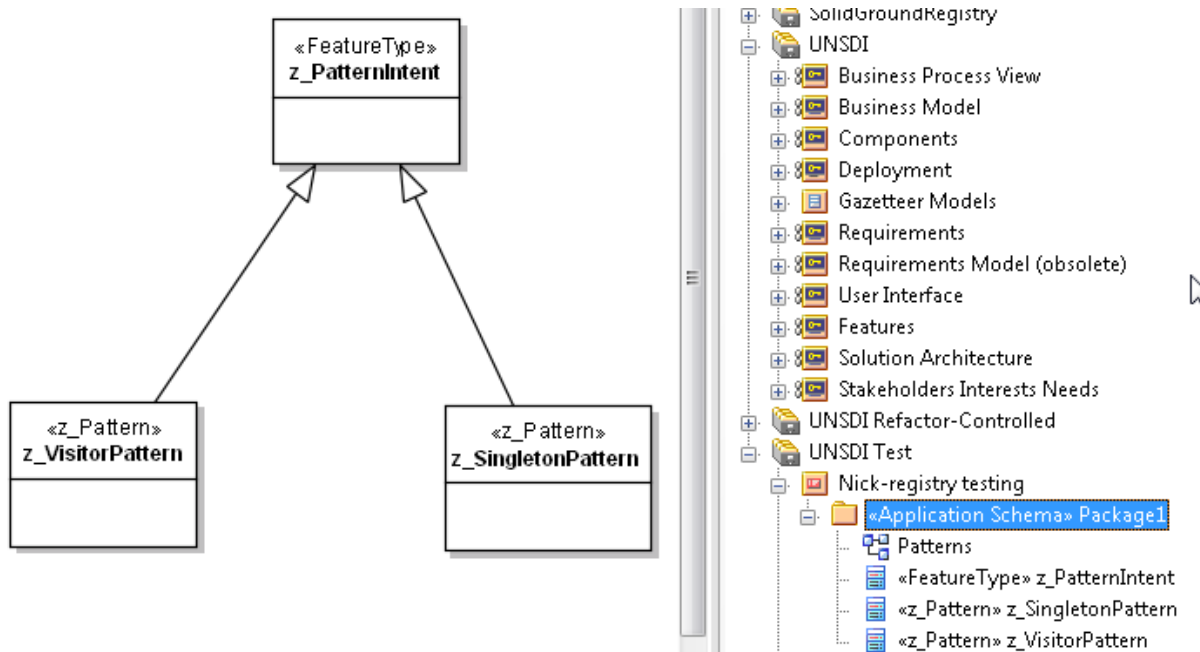 «FeatureType»
z_PatternIntent
«z_Pattern»
z_VisitorPattern
«z_Pattern»
z_SingletonPattern
SolidGroundRegistry
UNSDI
Business Process View
Business Model
Components
Deployment
Gazetteer Models
Requirements
Requirements Model (obsolete)
User Interface
Features
Solution Architecture
Stakeholders Interests Needs
UNSDI Refactor-Controlled
UNSDI Test
Nick-registry testing
«Application Schema» Package1
Patterns
«FeatureType» z_PatternIntent
«z_Pattern» z_SingletonPattern
«z_Pattern» z_VisitorPattern